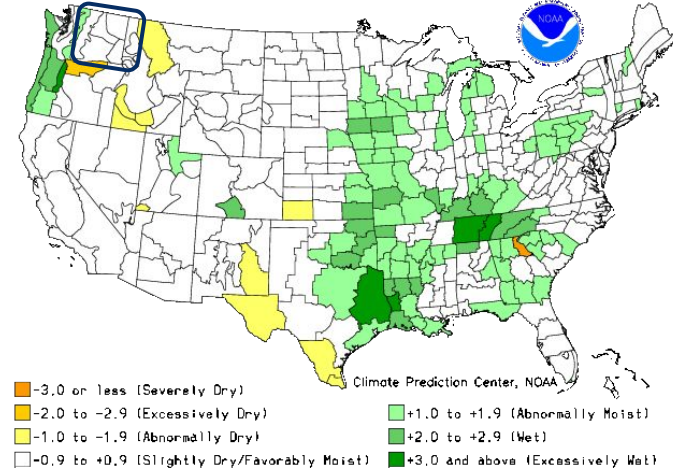 NOAA
Climate Prediction Center, NOAA
-3.0 or less (Severely Dry)
-2.0 to -2.9 (Excessively Dry)
-1.0 to -1.9 (Abnormally Dry)
-0.9 to +0.9 (Slightly Dry/Favorably Moist)
+1.0 to +1.9 (Abnormally Moist)
+2.0 to +2.9 (Wet)
+3.0 and above (Excessively Wet)